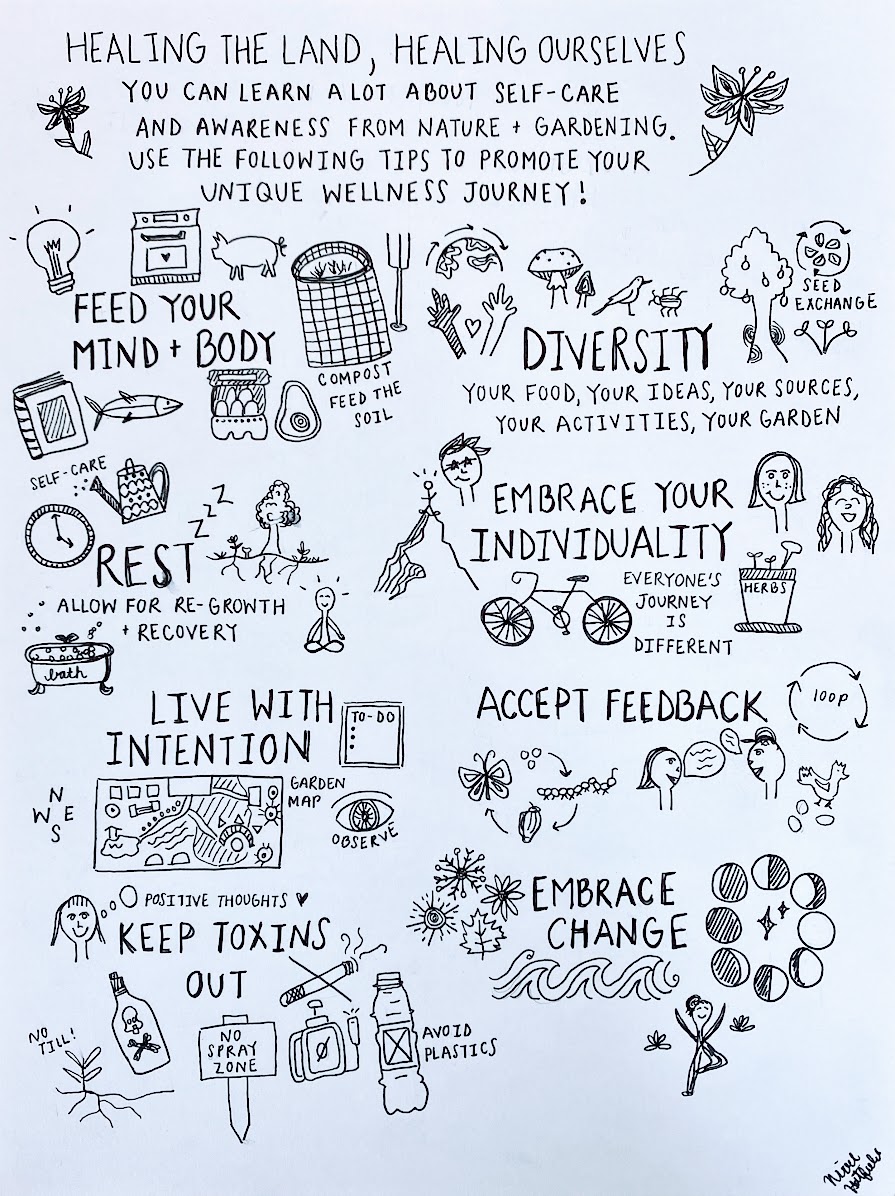 HEALING THE LAND, HEALING OURSELVES
YOU CAN LEARN A LOT ABOUT SELF-CARE
AND AWARENESS FROM NATURE + GARDENING.
USE THE FOLLOWING TIPS TO PROMOTE YOUR
UNIQUE WELLNESS JOURNEY!
FEED YOUR
MIND + BODY
COMPOST
FEED THE
SOIL
SEED
EXCHANGE
DIVERSITY
YOUR FOOD, YOUR IDEAS, YOUR SOURCES,
YOUR ACTIVITIES, YOUR GARDEN
SELF-CARE
ZZZZ
REST
ALLOW FOR RE-GROWTH
+ RECOVERY
bath
EMBRACE YOUR
INDIVIDUALITY
EVERYONE'S
JOURNEY
IS
DIFFERENT
HERBS
LIVE WITH
INTENTION
TO-DO
GARDEN
MAP
N
W E
S
OBSERVE
ACCEPT FEEDBACK
loop
POSITIVE THOUGHTS ♥
KEEP TOXINS
OUT
NO
TILL!
NO
SPRAY
ZONE
AVOID
PLASTICS
EMBRACE
CHANGE
Nicole
Hatfield